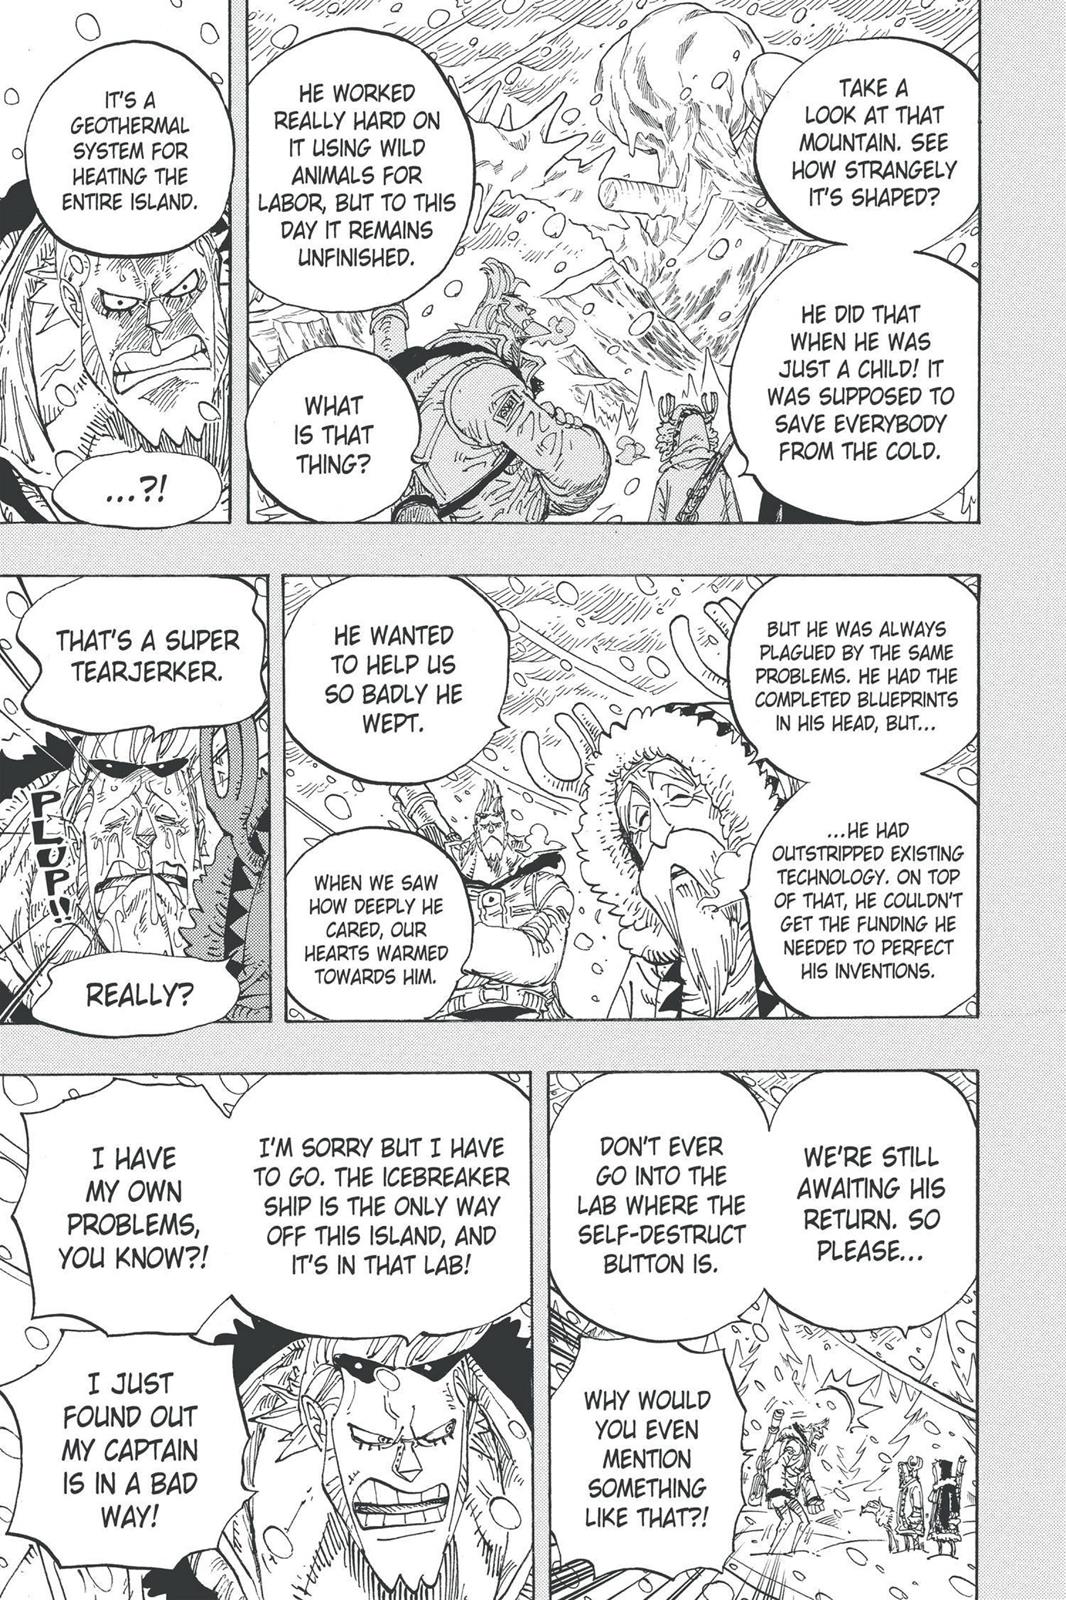 TAKE A
LOOK AT THAT
MOUNTAIN. SEE
HOW STRANGELY
IT'S SHAPED?
HE DID THAT
WHEN HE WAS
JUST A CHILD! IT
WAS SUPPOSED TO
SAVE EVERYBODY
FROM THE COLD.
HE WORKED
REALLY HARD ON
IT USING WILD
ANIMALS FOR
LABOR, BUT TO THIS
DAY IT REMAINS
UNFINISHED.
WHAT
IS THAT
THING?
IT'S A
GEOTHERMAL
SYSTEM FOR
HEATING THE
ENTIRE ISLAND.
...?!
BUT HE WAS ALWAYS
PLAGUED BY THE SAME
PROBLEMS. HE HAD THE
COMPLETED BLUEPRINTS
IN HIS HEAD, BUT...
...HE HAD
OUTSTRIPPED EXISTING
TECHNOLOGY. ON TOP
OF THAT, HE COULDN'T
GET THE FUNDING HE
NEEDED TO PERFECT
HIS INVENTIONS.
HE WANTED
TO HELP US
SO BADLY HE
WEPT.
WHEN WE SAW
HOW DEEPLY HE
CARED, OUR
HEARTS WARMED
TOWARDS HIM.
THAT'S A SUPER
TEARJERKER.
PLUP!!
REALLY?
WE'RE STILL
AWAITING HIS
RETURN. SO
PLEASE...
DON'T EVER
GO INTO THE
LAB WHERE THE
SELF-DESTRUCT
BUTTON IS.
WHY WOULD
YOU EVEN
MENTION
SOMETHING
LIKE THAT?!
I'M SORRY BUT I HAVE
TO GO. THE ICEBREAKER
SHIP IS THE ONLY WAY
OFF THIS ISLAND, AND
IT'S IN THAT LAB!
I HAVE
MY OWN
PROBLEMS,
YOU KNOW?!
I JUST
FOUND OUT
MY CAPTAIN
IS IN A BAD
WAY!